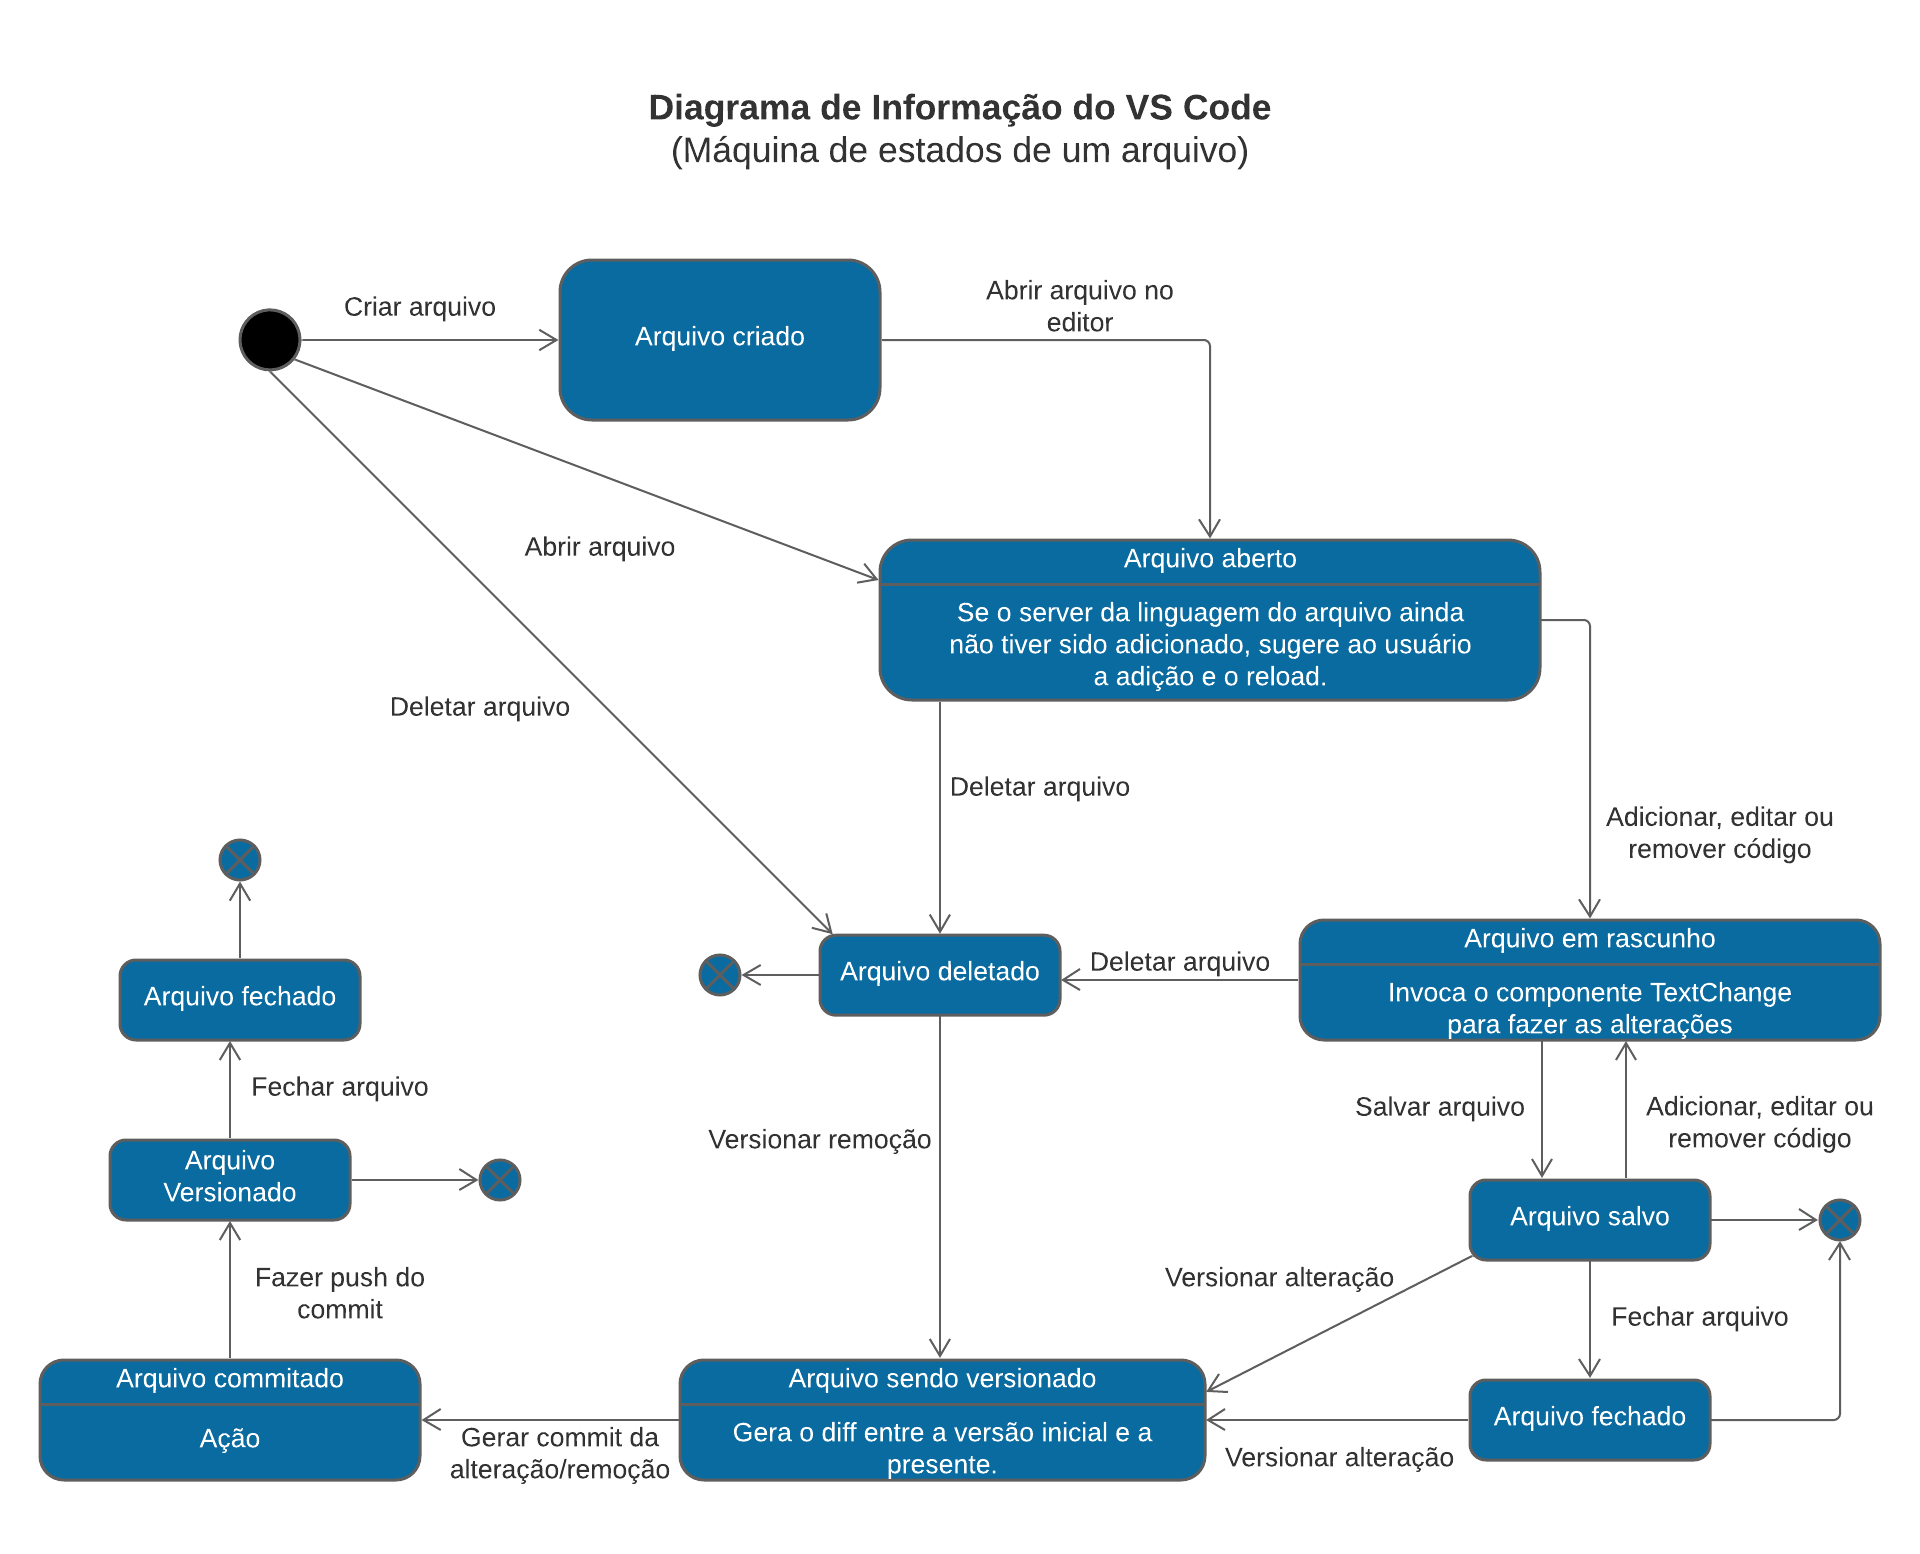 Diagrama de Informação do VS Code
(Máquina de estados de um arquivo)
Criar arquivo
Arquivo criado
Abrir arquivo no
editor
Abrir arquivo
Arquivo aberto
Se o server da linguagem do arquivo ainda
não tiver sido adicionado, sugere ao usuário
a adição e o reload.
Deletar arquivo
Deletar arquivo
Adicionar, editar ou
remover código
Arquivo fechado
Arquivo deletado
Deletar arquivo
Arquivo em rascunho
Invoca o componente TextChange
para fazer as alterações
Fechar arquivo
Versionar remoção
Salvar arquivo
Adicionar, editar ou
remover código
Arquivo
Versionado
Arquivo salvo
Fazer push do
commit
Versionar alteração
Fechar arquivo
Arquivo commitado
Ação
Gerar commit da
alteração/remoção
Arquivo sendo versionado
Gera o diff entre a versão inicial e a
presente.
Versionar alteração
Arquivo fechado